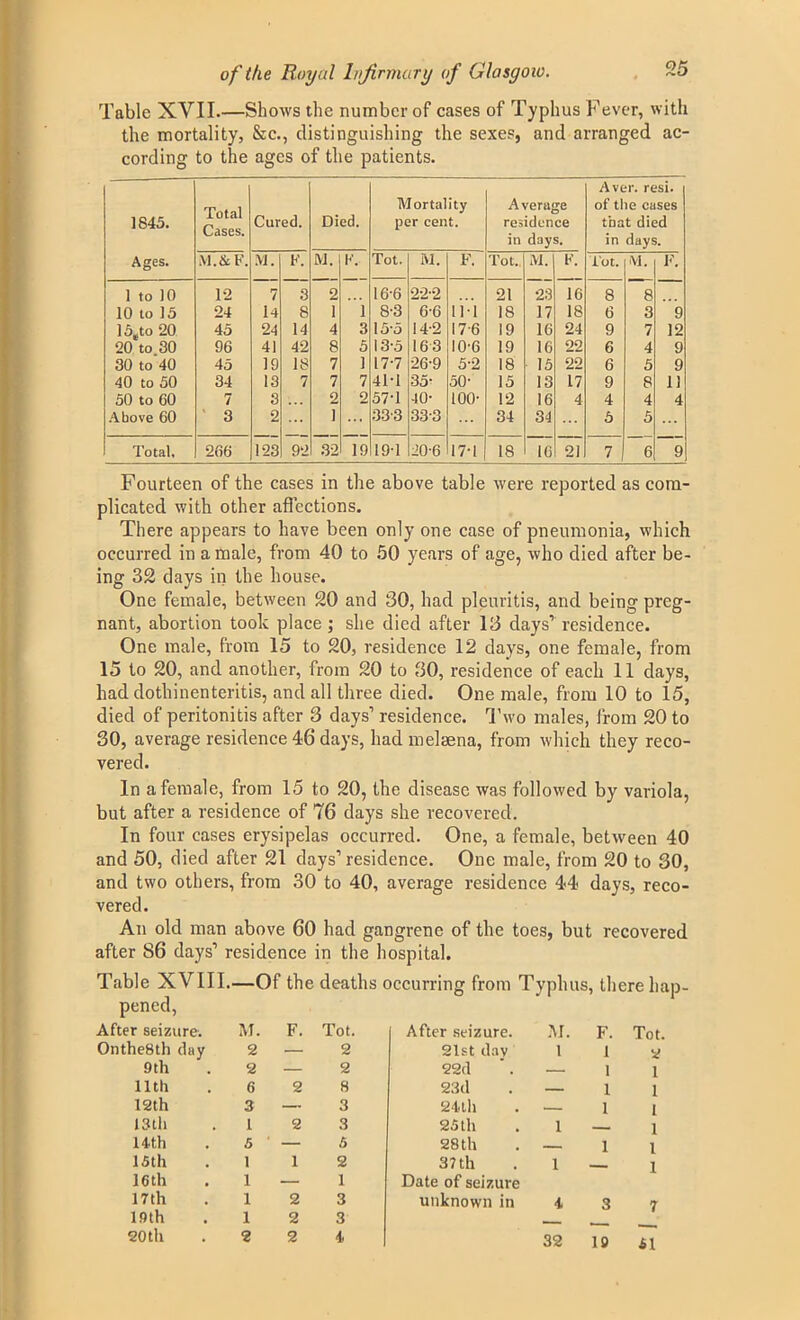 of the Royal Infirmary of Glasgow. 25
Table XVII.—Shows the number of cases of Typhus Fever, with
the mortality, &c., distinguishing the sexes, and arranged ac-
cording to the ages of the patients.
1845. Total Cases. Cured. Died. Mortality per cent. Average residence in days. Aver. resi. of the cases that died in days.
Ages. M.&F. M. F. M. F. Tot. M. F. Tot. M. F. Tot. M. F.
1 to 10 12 7 3 2 ... 16·6 22·2 ... 21 23 16 8 8 ...
10 to 15 24 14 8 1 1 8·3 6·6 11·1 18 17 18 6 3 9
15 to 20 45 24 14 4 3 15·5 14·2 17·6 19 16 24 9 7 12
20 to 30 96 41 42 8 5 13·5 16·3 10·6 19 16 22 6 4 9
30 to 40 45 19 18 7 1 17·7 26·9 5·2 18 15 22 6 5 9
40 to 50 34 13 7 7 7 41·1 35· 50· 15 13 17 9 8 11
50 to 60 7 3 ... 2 2 57·1 40· 100· 12 16 4 4 4 4
Above 60 3 2 ... 1 ... 33·3 33·3 ... 34 34 ... 5 5 ...
Total, 266 123 92 32 19 19·1 20·6 17·1 18 16 21 7 6 9
Fourteen of the cases in the above table were reported as com-
plicated with other affections.
There appears to have been only one case of pneumonia, which
occurred in a male, from 40 to 50 years of age, who died after be-
ing 32 days in the house.
One female, between 20 and 30, had pleuritis, and being preg-
nant, abortion took place; she died after 13 days' residence.
One male, from 15 to 20, residence 12 days, one female, from
15 to 20, and another, from 20 to 30, residence of each 11 days,
had dothinenteritis, and all three died. One male, from 10 to 15,
died of peritonitis after 3 days' residence. Two males, from 20 to
30, average residence 46 days, had melæna, from which they reco-
vered.
In a female, from 15 to 20, the disease was followed by variola,
but after a residence of 76 days she recovered.
In four cases erysipelas occurred. One, a female, between 40
and 50, died after 21 days' residence. One male, from 20 to 30,
and two others, from 30 to 40, average residence 44 days, reco-
vered.
An old man above 60 had gangrene of the toes, but recovered
after 86 days' residence in the hospital.
Table XVIII.—Of the deaths occurring from Typhus, there hap-
pened,
After seizure. M. F. Tot.
On the 8th day 2 — 2
9th . 2 — 2
11th . 6 2 8
12th 3 — 3
13th . 1 2 3
14th . 5 — 5
15th . 1 1 2
16th . 1 — 1
17th . 1 2 3
19th . 1 2 3
20th . 2 2 4
After seizure. M. F. Tot.
21st day 1 1 2
22d . — 1 1
23d . — 1 1
24th . — 1 1
25th . 1 — 1
28th . — 1 1
37th . 1 — 1
Date of seizure
unknown in 4 3 7
32 19 51